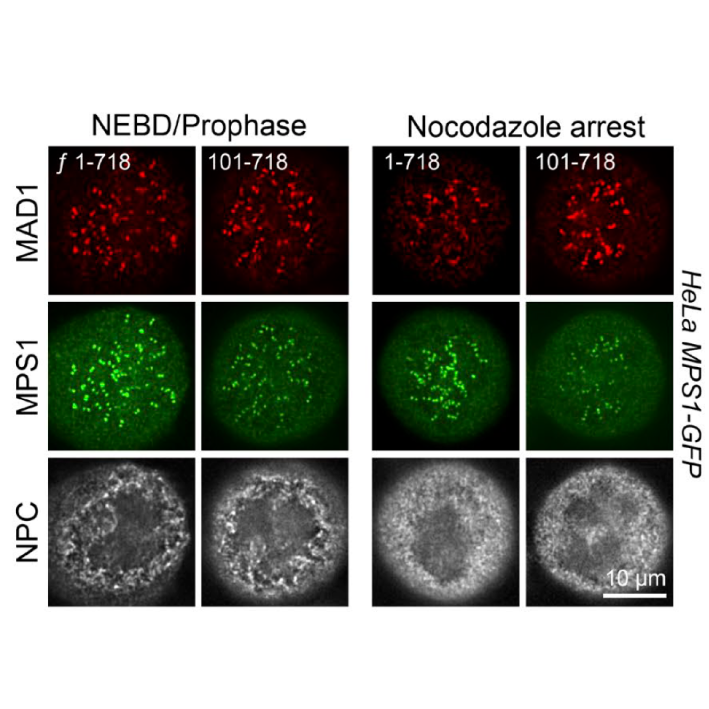 NEBD/Prophase
Nocodazole arrest
ƒ 1-718
101-718
1-718
101-718
MAD1
MPS1
NPC
HeLa MPS1-GFP
10 µm